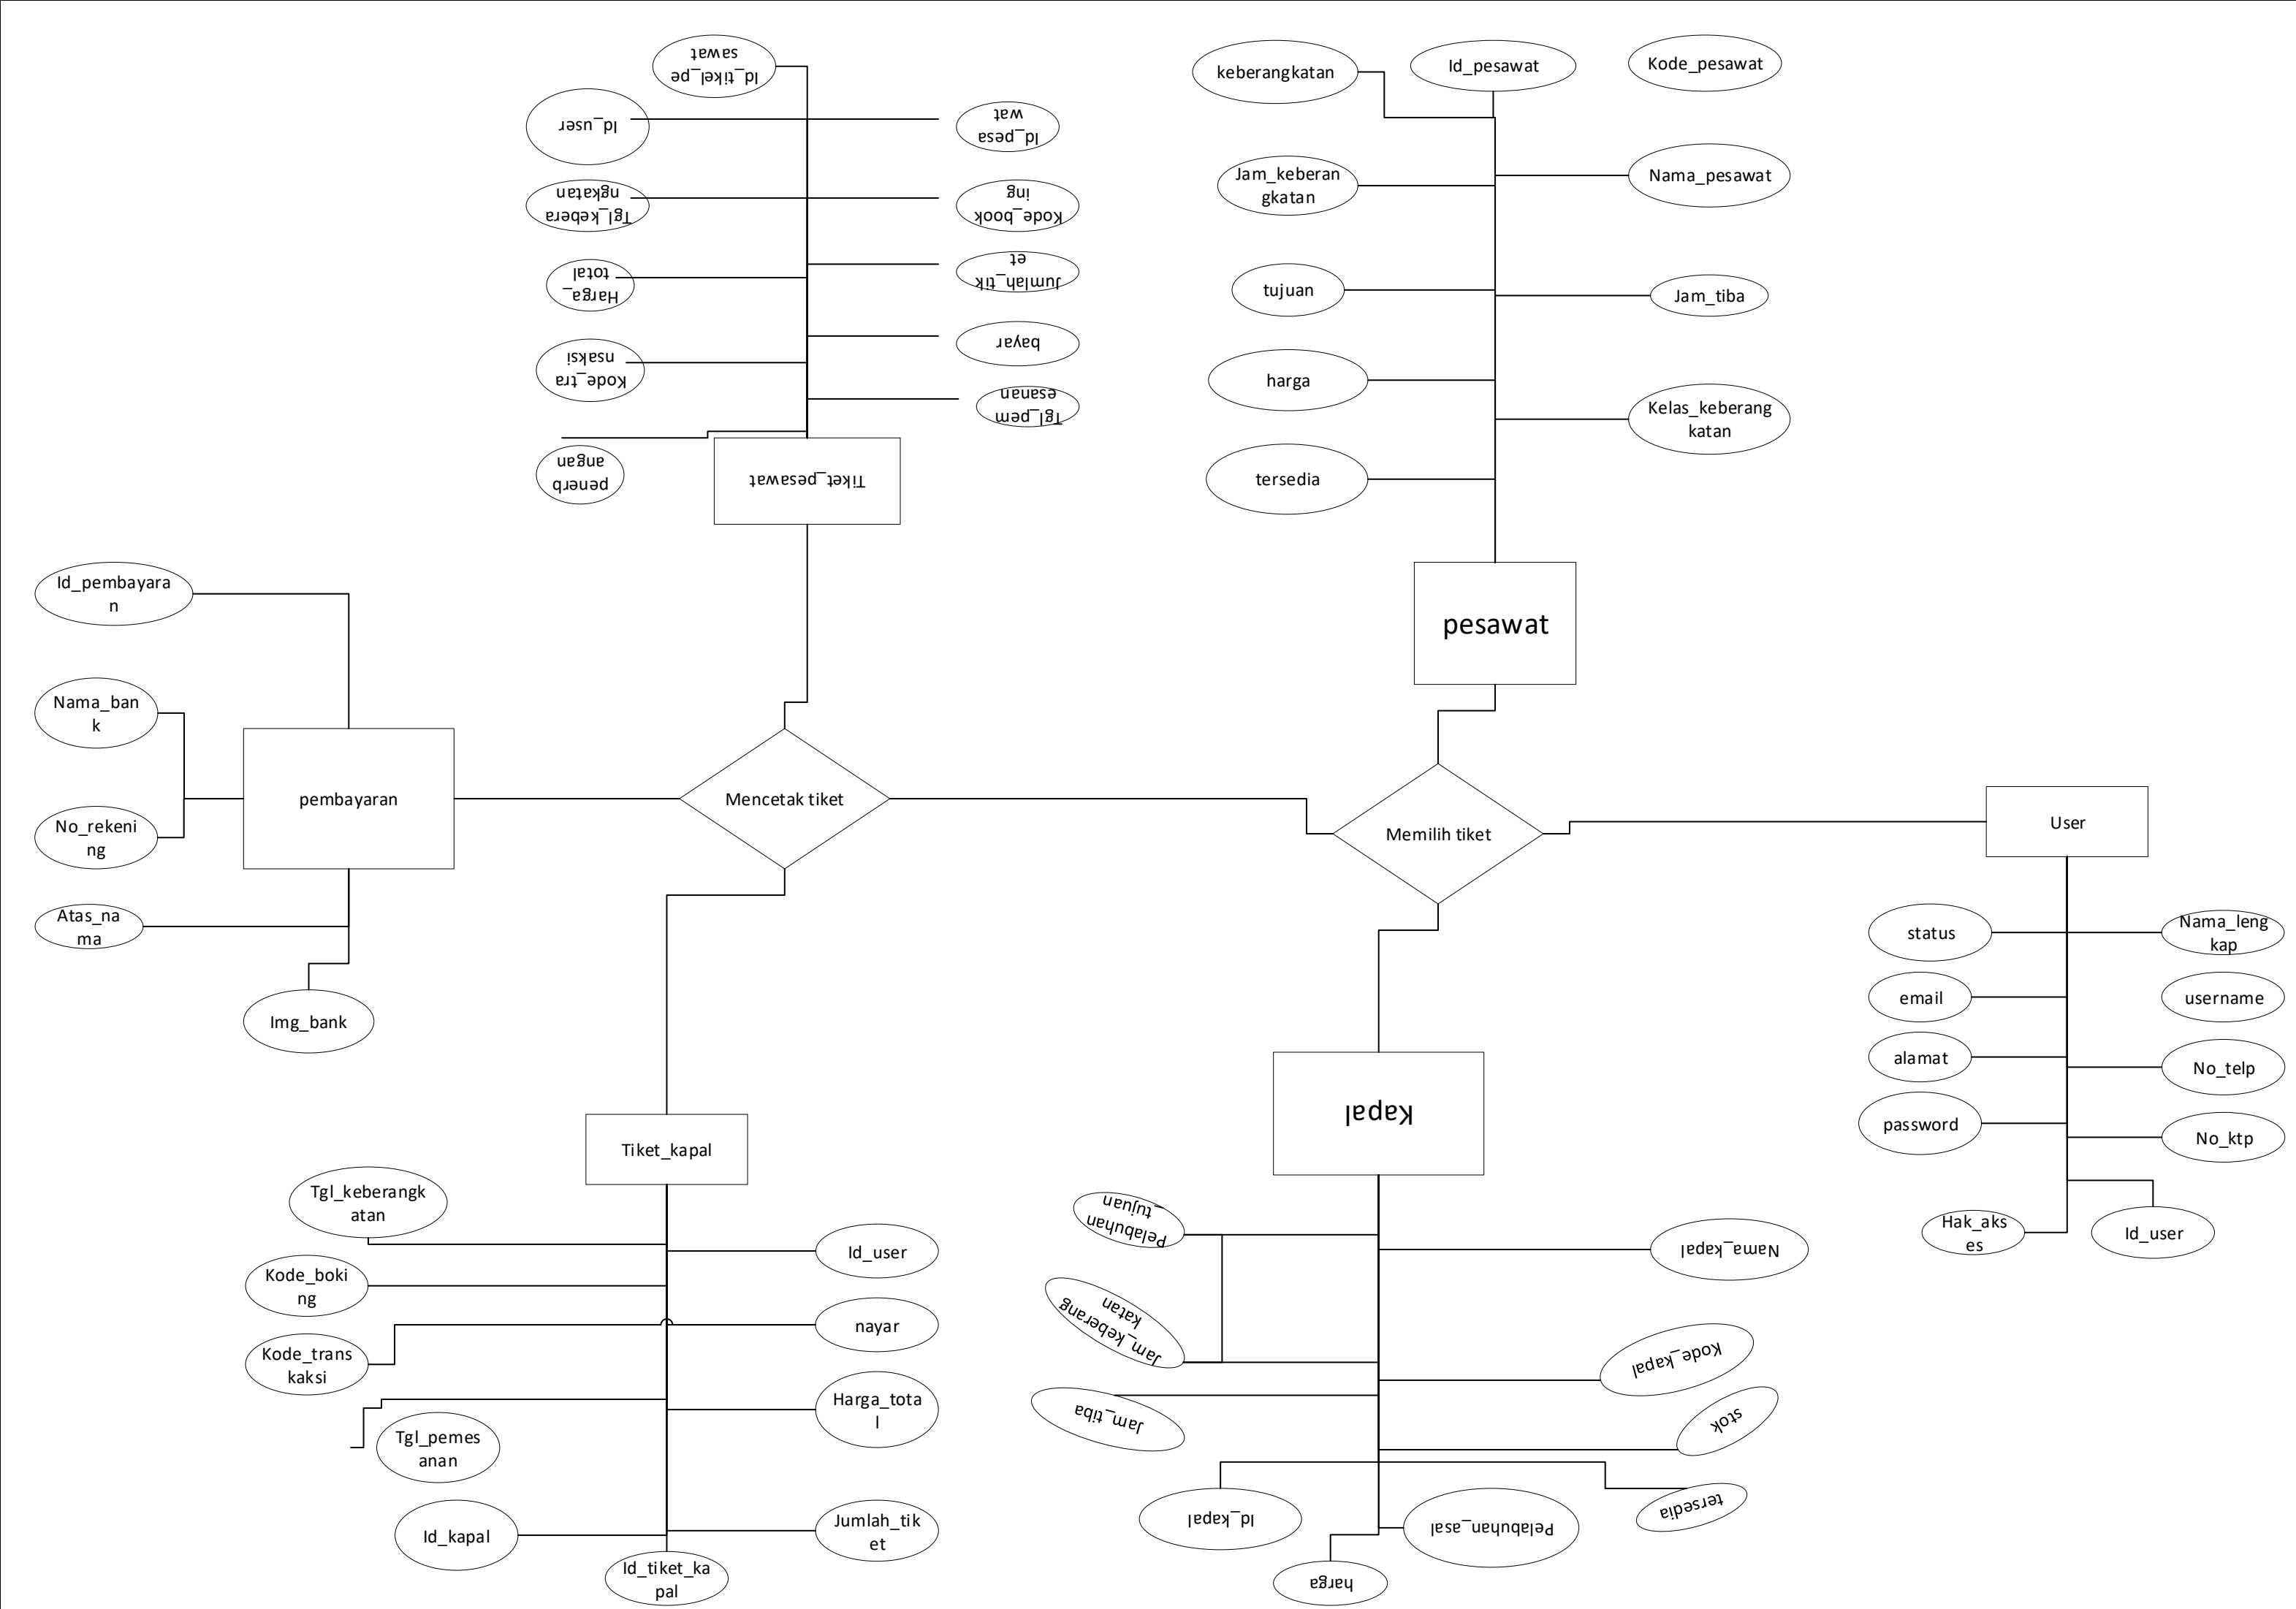 Id_tikel_pe
sawat
Id_user
Id_pesa
wat
Tgl_kebera
ngkatan
Kode_book
ing
Harga_
total
Jumlah_tik
et
bayar
Kode_tra
nsaksi
Tgl_pem
esanan
penerb
angan
Tiket_pesawat
keberangkatan
Id_pesawat
Kode_pesawat
Jam_keberan
gkatan
Nama_pesawat
tujuan
Jam_tiba
harga
Kelas_keberang
katan
tersedia
pesawat
Id_pembayara
n
Nama_ban
k
pembayaran
No_rekeni
ng
Atas_na
ma
Img_bank
Mencetak tiket
Memilih tiket
User
status
Nama_leng
kap
email
username
alamat
No_telp
password
No_ktp
Hak_aks
es
Id_user
Tiket_kapal
Tgl_keberangk
atan
Id_user
Kode_boki
ng
nayar
Kode_trans
kaksi
Harga_tota
l
Tgl_pemes
anan
Id_kapal
Jumlah_tik
et
Id_tiket_ka
pal
Kapal
Pelabuhan
_tujuan
Nama_kapal
Jam_keberang
katan
Kode_kapal
Jam_tiba
stok
Id_kapal
Pelabuhan_asal
tersedia
harga